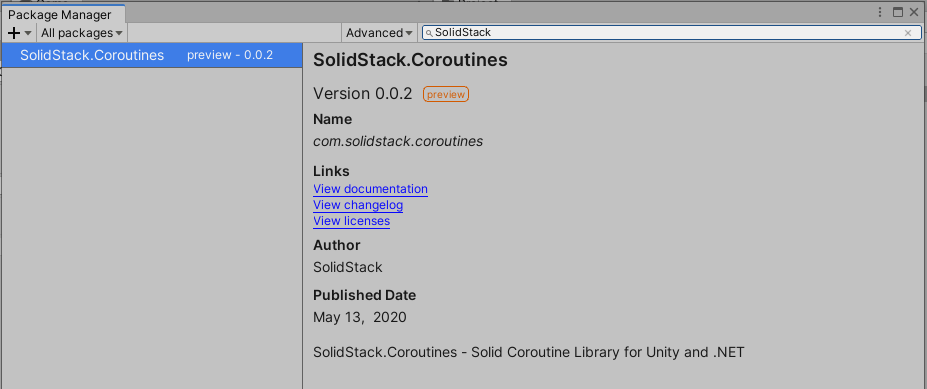 Package Manager
All packages
Advanced
SolidStack
SolidStack.Coroutines preview - 0.0.2
SolidStack.Coroutines
Version 0.0.2 preview
Name
com.solidstack.coroutines
Links
View documentation
View changelog
View licenses
Author
SolidStack
Published Date
May 13, 2020
SolidStack.Coroutines - Solid Coroutine Library for Unity and .NET